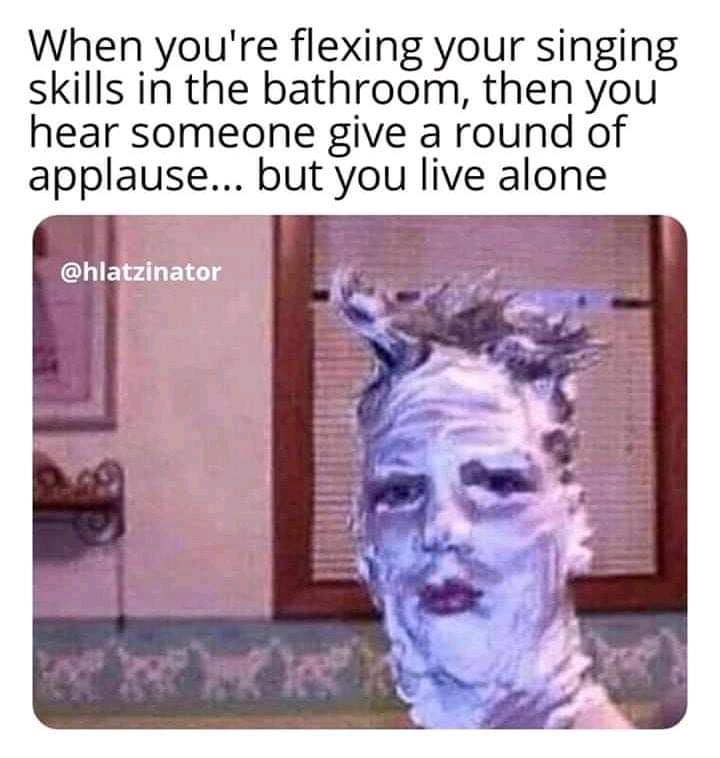 When you're flexing your singing
skills in the bathroom, then you
hear someone give a round of
applause... but you live alone
@hlatzinator